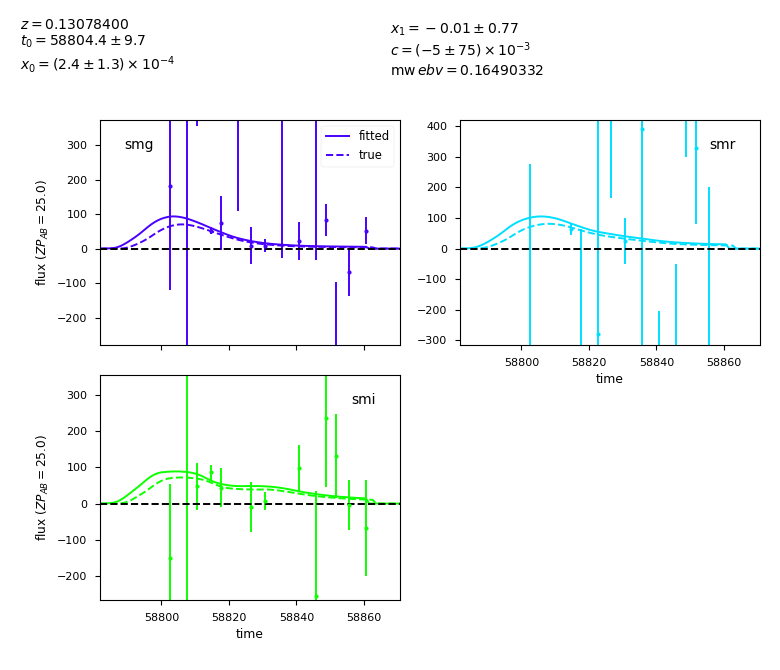 z = 0.13078400
t₀ = 58804.4 ± 9.7
x₀ = (2.4 ± 1.3) × 10⁻⁴
x₁ = −0.01 ± 0.77
c = (−5 ± 75) × 10⁻³
mw ebv = 0.16490332
smg
fitted
true
300
200
100
0
−100
−200
flux (ZP_AB = 25.0)
smr
400
300
200
100
0
−100
−200
−300
58800 58820 58840 58860
time
smi
300
200
100
0
−100
−200
flux (ZP_AB = 25.0)
58800 58820 58840 58860
time